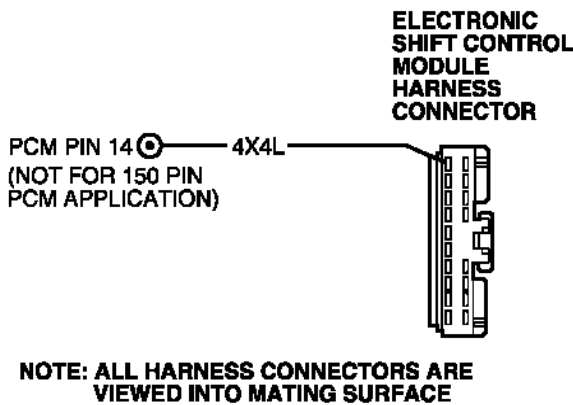 ELECTRONIC
SHIFT CONTROL
MODULE
HARNESS
CONNECTOR
PCM PIN 14
4X4L
(NOT FOR 150 PIN
PCM APPLICATION)
NOTE: ALL HARNESS CONNECTORS ARE
VIEWED INTO MATING SURFACE